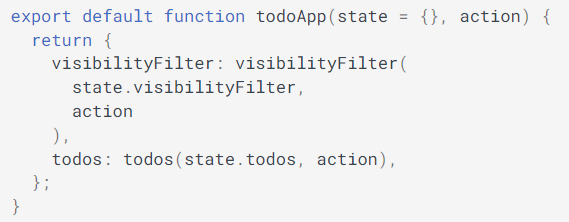 export default function todoApp(state = {}, action) {
  return {
    visibilityFilter: visibilityFilter(
      state.visibilityFilter,
      action
    ),
    todos: todos(state.todos, action),
  };
}